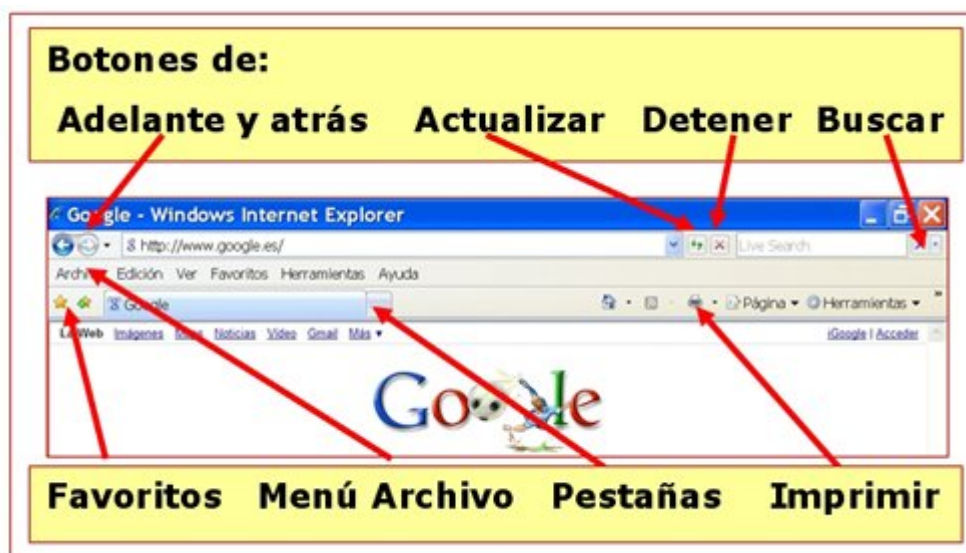 Botones de:
Adelante y atrás Actualizar Detener Buscar
Google - Windows Internet Explorer
http://www.google.es/ Live Search
Archivo Edición Ver Favoritos Herramientas Ayuda
Google Página Herramientas
La Web Imágenes Maps Noticias Vídeo Gmail Más iGoogle | Acceder
Google
Favoritos Menú Archivo Pestañas Imprimir